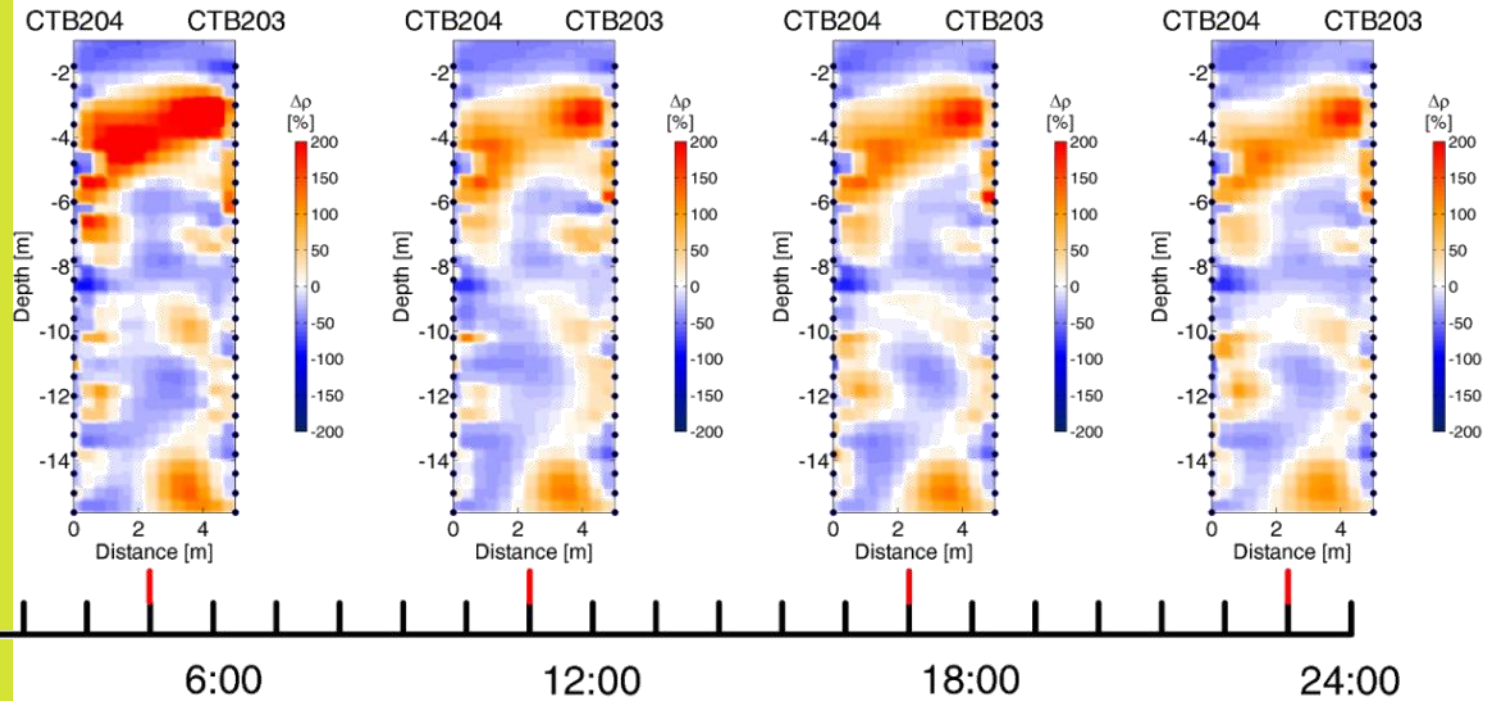 CTB204 CTB203 CTB204 CTB203 CTB204 CTB203 CTB204 CTB203
-2 -2 -2 -2
Δρ Δρ Δρ Δρ
[%] [%] [%] [%]
-4 200 -4 200 -4 200 -4 200
150 150 150 150
-6 100 -6 100 -6 100 -6 100
50 50 50 50
Depth [m] Depth [m] Depth [m] Depth [m]
-8 0 -8 0 -8 0 -8 0
-50 -50 -50 -50
-10 -100 -10 -100 -10 -100 -10 -100
-12 -150 -12 -150 -12 -150 -12 -150
-200 -200 -200 -200
-14 -14 -14 -14
0 2 4 0 2 4 0 2 4 0 2 4
Distance [m] Distance [m] Distance [m] Distance [m]
6:00 12:00 18:00 24:00